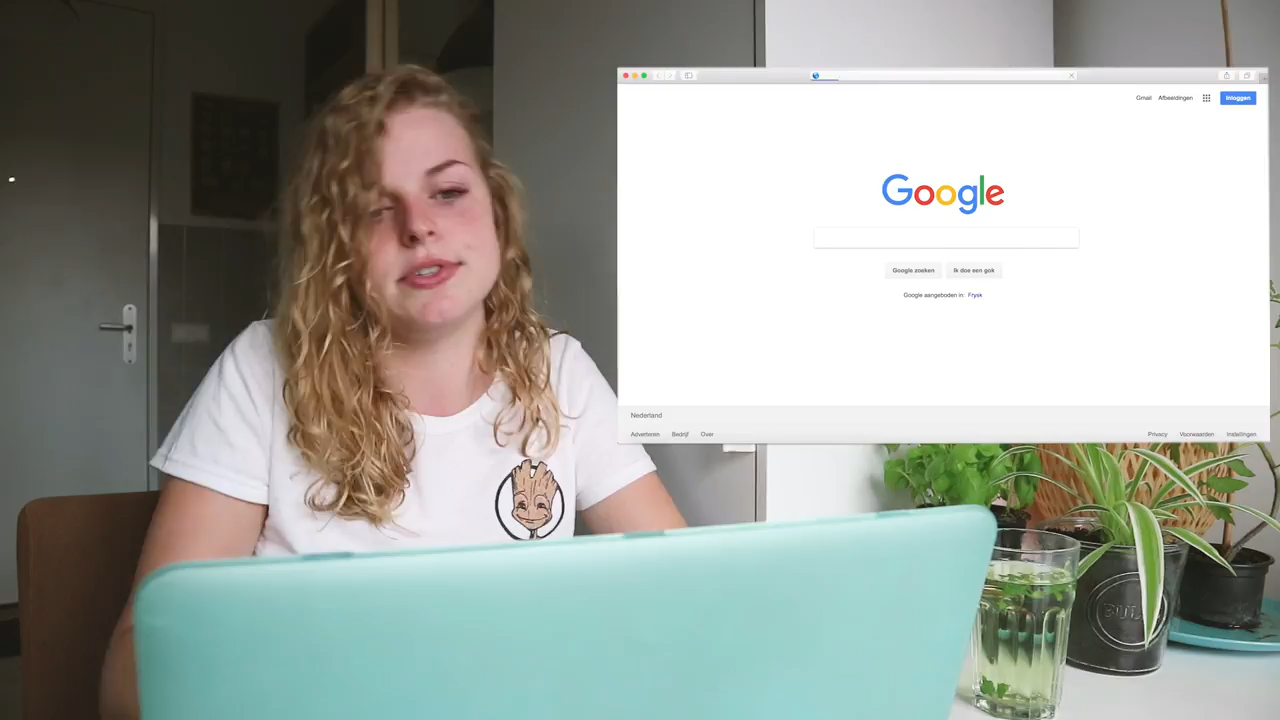 Gmail Afbeeldingen Inloggen
Google
Google zoeken Ik doe een gok
Google aangeboden in: Frysk
Nederland
Adverteren Bedrijf Over Privacy Voorwaarden Instellingen